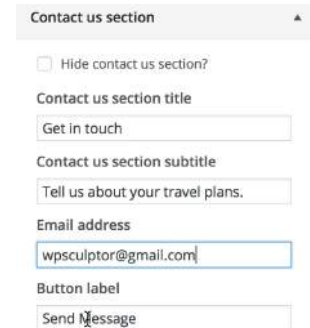 Contact us section
Hide contact us section?
Contact us section title
Get in touch
Contact us section subtitle
Tell us about your travel plans.
Email address
wpsculptor@gmail.com
Button label
Send Message